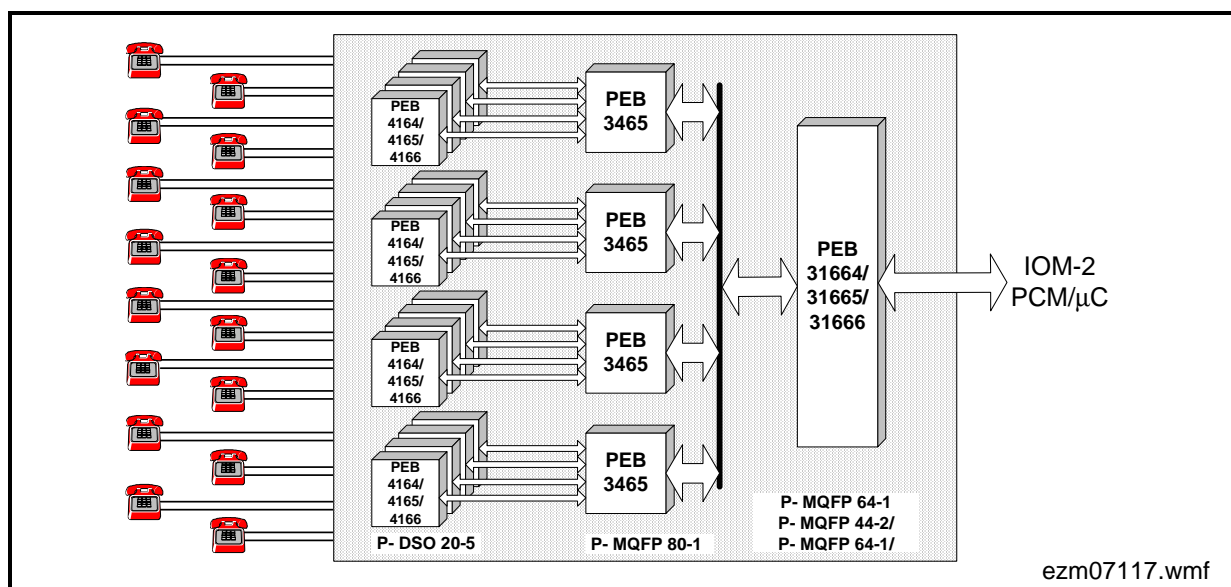 PEB
4164/
4165/
4166
PEB
3465
PEB
4164/
4165/
4166
PEB
3465
PEB
4164/
4165/
4166
PEB
3465
PEB
4164/
4165/
4166
PEB
3465
PEB
31664/
31665/
31666
IOM-2
PCM/µC
P- DSO 20-5
P- MQFP 80-1
P- MQFP 64-1
P- MQFP 44-2/
P- MQFP 64-1/
ezm07117.wmf